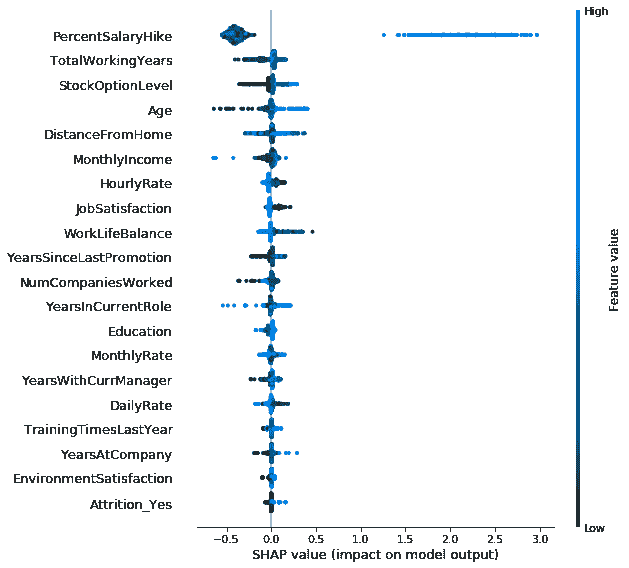 High
PercentSalaryHike
TotalWorkingYears
StockOptionLevel
Age
DistanceFromHome
MonthlyIncome
HourlyRate
JobSatisfaction
WorkLifeBalance
YearsSinceLastPromotion
NumCompaniesWorked
YearsInCurrentRole
Education
MonthlyRate
YearsWithCurrManager
DailyRate
TrainingTimesLastYear
YearsAtCompany
EnvironmentSatisfaction
Attrition_Yes
Feature value
Low
−0.5 0.0 0.5 1.0 1.5 2.0 2.5 3.0
SHAP value (impact on model output)